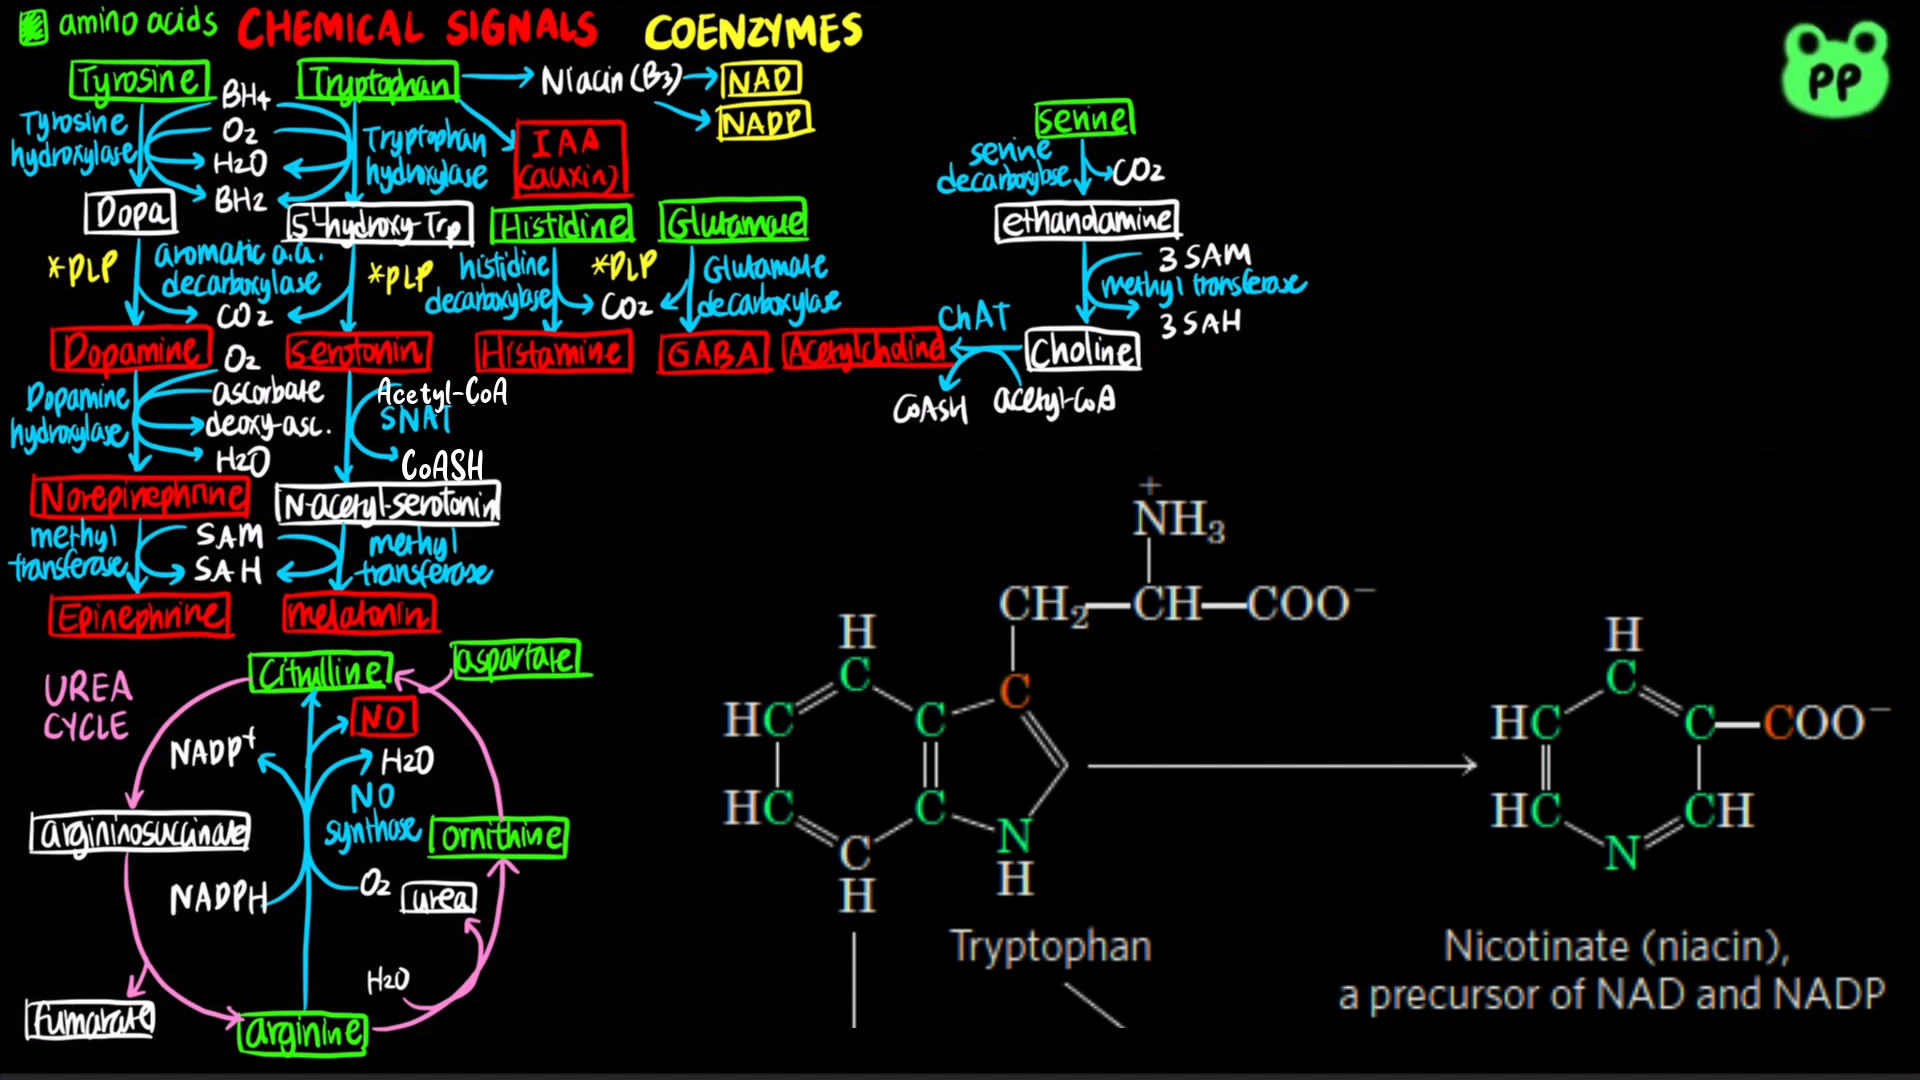 amino acids CHEMICAL SIGNALS COENZYMES
PP
Tyrosine
Tyrosine
hydroxylase
BH4
O2
H2O
BH2
Dopa
*PLP
aromatic a.a.
decarboxylase
CO2
Dopamine
Dopamine
hydroxylase
O2
ascorbate
deoxy-asc.
H2O
Norepinephrine
methyl
transferase
SAM
SAH
Epinephrine
Tryptophan
Tryptophan
hydroxylase
5-hydroxy-Trp
*PLP
Serotonin
Acetyl-CoA
SNAT
CoASH
N-acetyl-serotonin
methyl
transferase
melatonin
Niacin (B3)
NAD
NADP
IAA
(auxin)
Histidine
histidine
decarboxylase
*PLP
CO2
Histamine
Glutamate
Glutamate
decarboxylase
GABA
serine
serine
decarboxylase
CO2
ethanolamine
3 SAM
methyl transferase
3 SAH
Choline
ChAT
Acetylcholine
CoASH
acetyl-CoA
UREA
CYCLE
Citrulline
aspartate
NO
H2O
NADP+
NO
synthase
argininosuccinate
ornithine
NADPH
O2
urea
H2O
fumarate
arginine
+
NH3
CH2—CH—COO−
H
C
C
HC
C
HC
C
C
N
H
H
Tryptophan
H
C
HC
C—COO−
HC
CH
N
Nicotinate (niacin),
a precursor of NAD and NADP